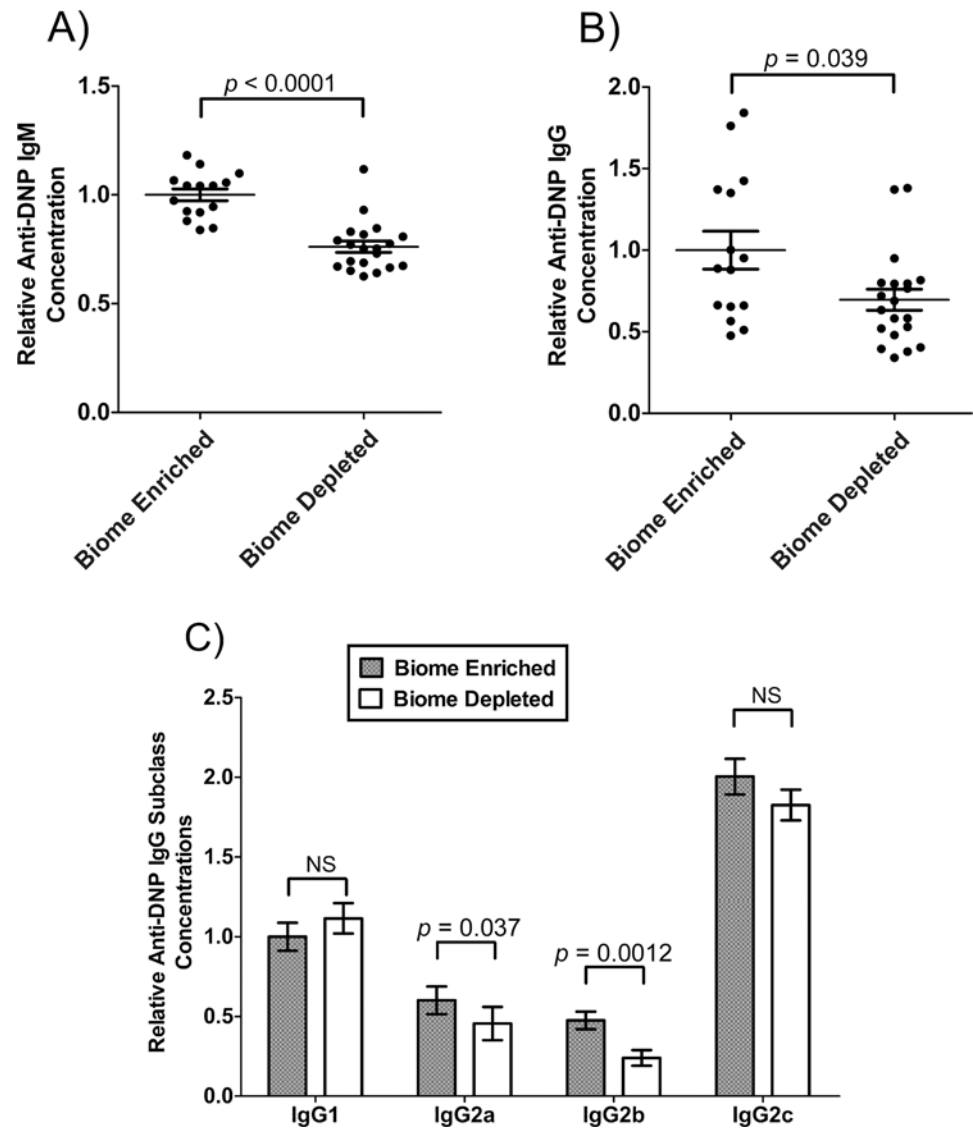 A)
p < 0.0001
1.5
1.0
0.5
0.0
Relative Anti-DNP IgM
Concentration
Biome Enriched
Biome Depleted
B)
p = 0.039
2.0
1.5
1.0
0.5
0.0
Relative Anti-DNP IgG
Concentration
Biome Enriched
Biome Depleted
C)
Biome Enriched
Biome Depleted
2.5
2.0
1.5
1.0
0.5
0.0
Relative Anti-DNP IgG Subclass
Concentrations
NS
p = 0.037
p = 0.0012
NS
IgG1
IgG2a
IgG2b
IgG2c